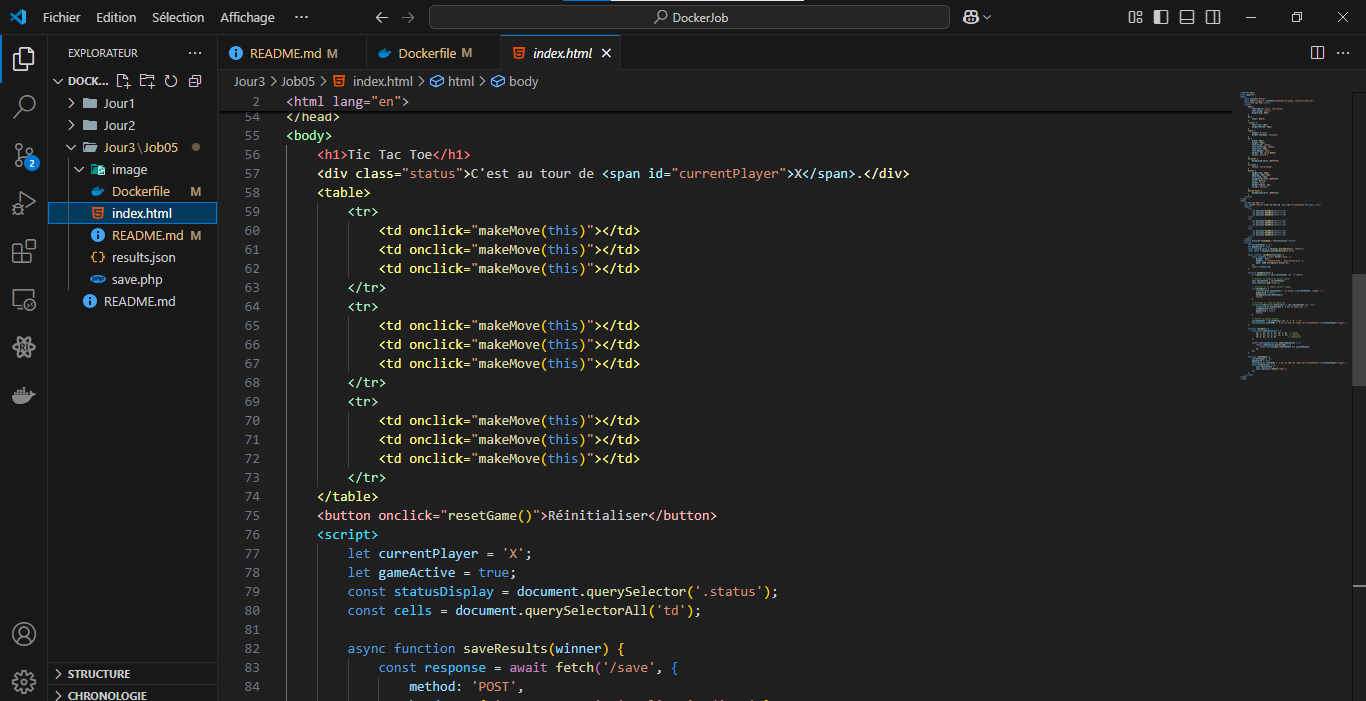 Fichier Edition Sélection Affichage ··· DockerJob
EXPLORATEUR ···
README.md M Dockerfile M index.html
DOCK...
Jour3 > Job05 > index.html > html > body
Jour1
Jour2
Jour3\Job05
image
Dockerfile M
index.html
README.md M
results.json
save.php
README.md
STRUCTURE
CHRONOLOGIE
2
2 <html lang="en">
54 </head>
55 <body>
56 <h1>Tic Tac Toe</h1>
57 <div class="status">C'est au tour de <span id="currentPlayer">X</span>.</div>
58 <table>
59 <tr>
60 <td onclick="makeMove(this)"></td>
61 <td onclick="makeMove(this)"></td>
62 <td onclick="makeMove(this)"></td>
63 </tr>
64 <tr>
65 <td onclick="makeMove(this)"></td>
66 <td onclick="makeMove(this)"></td>
67 <td onclick="makeMove(this)"></td>
68 </tr>
69 <tr>
70 <td onclick="makeMove(this)"></td>
71 <td onclick="makeMove(this)"></td>
72 <td onclick="makeMove(this)"></td>
73 </tr>
74 </table>
75 <button onclick="resetGame()">Réinitialiser</button>
76 <script>
77 let currentPlayer = 'X';
78 let gameActive = true;
79 const statusDisplay = document.querySelector('.status');
80 const cells = document.querySelectorAll('td');
81
82 async function saveResults(winner) {
83 const response = await fetch('/save', {
84 method: 'POST',